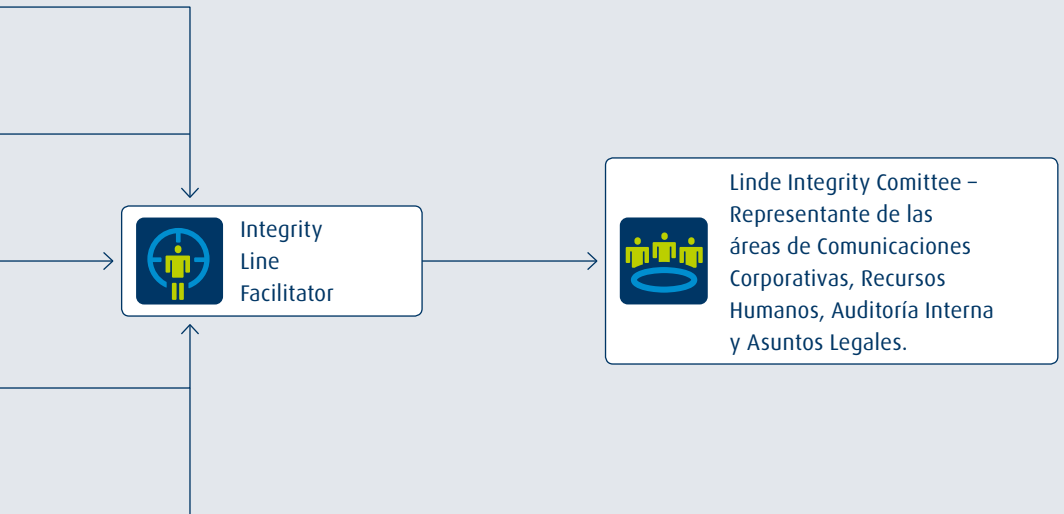 Integrity
Line
Facilitator
Linde Integrity Comittee –
Representante de las
áreas de Comunicaciones
Corporativas, Recursos
Humanos, Auditoría Interna
y Asuntos Legales.